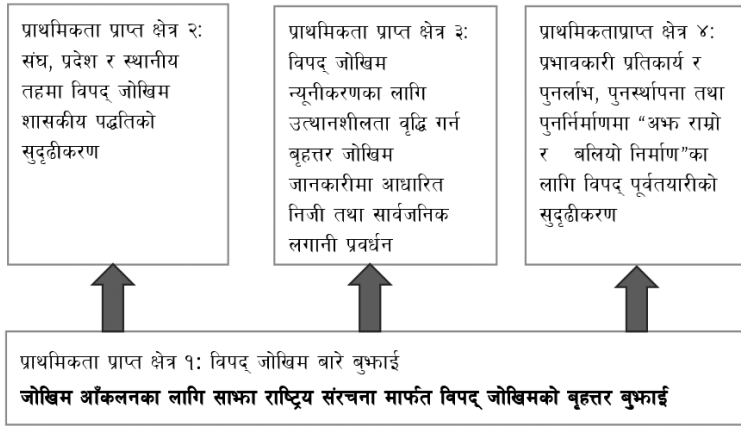 प्राथमिकता प्राप्त क्षेत्र २:
संघ, प्रदेश र स्थानीय
तहमा विपद् जोखिम
शासकीय पद्धतिको
सुदृढीकरण
प्राथमिकता प्राप्त क्षेत्र ३:
विपद् जोखिम
न्यूनीकरणका लागि
उत्थानशीलता वृद्धि गर्न
बृहत्तर जोखिम
जानकारीमा आधारित
निजी तथा सार्वजनिक
लगानी प्रवर्धन
प्राथमिकताप्राप्त क्षेत्र ४:
प्रभावकारी प्रतिकार्य र
पुनर्लाभ, पुनर्स्थापना तथा
पुनर्निर्माणमा “अझ राम्रो
र बलियो निर्माण”का
लागि विपद् पूर्वतयारीको
सुदृढीकरण
प्राथमिकता प्राप्त क्षेत्र १: विपद् जोखिम बारे बुझाई
जोखिम आँकलनका लागि साझा राष्ट्रिय संरचना मार्फत विपद् जोखिमको बृहत्तर बुझाई